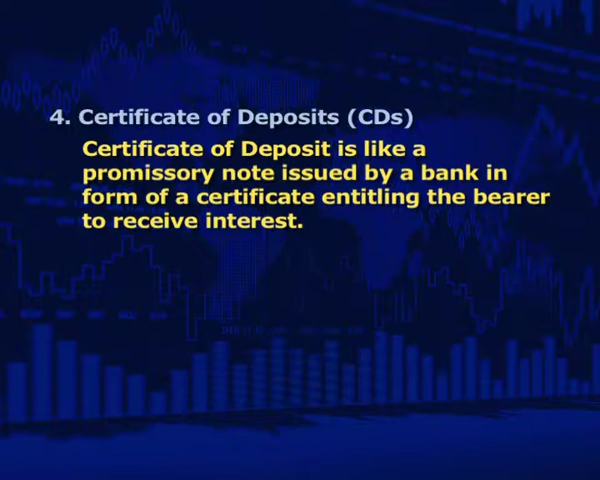 4. Certificate of Deposits (CDs)
Certificate of Deposit is like a
promissory note issued by a bank in
form of a certificate entitling the bearer
to receive interest.